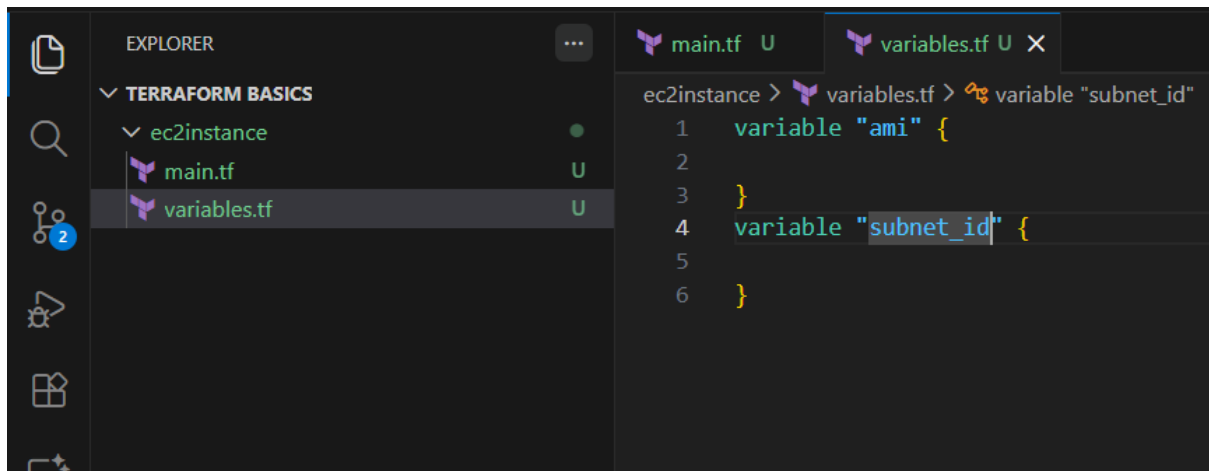 EXPLORER
TERRAFORM BASICS
ec2instance
main.tf U
variables.tf U
2
main.tf U
variables.tf U
ec2instance > variables.tf > variable "subnet_id"
1 variable "ami" {
2
3 }
4 variable "subnet_id" {
5
6 }